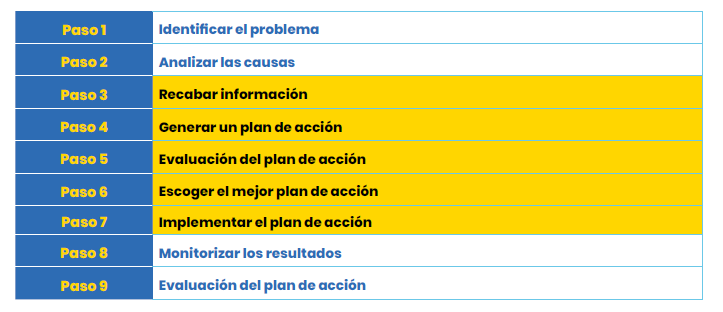 Paso 1 Identificar el problema
Paso 2 Analizar las causas
Paso 3 Recabar información
Paso 4 Generar un plan de acción
Paso 5 Evaluación del plan de acción
Paso 6 Escoger el mejor plan de acción
Paso 7 Implementar el plan de acción
Paso 8 Monitorizar los resultados
Paso 9 Evaluación del plan de acción